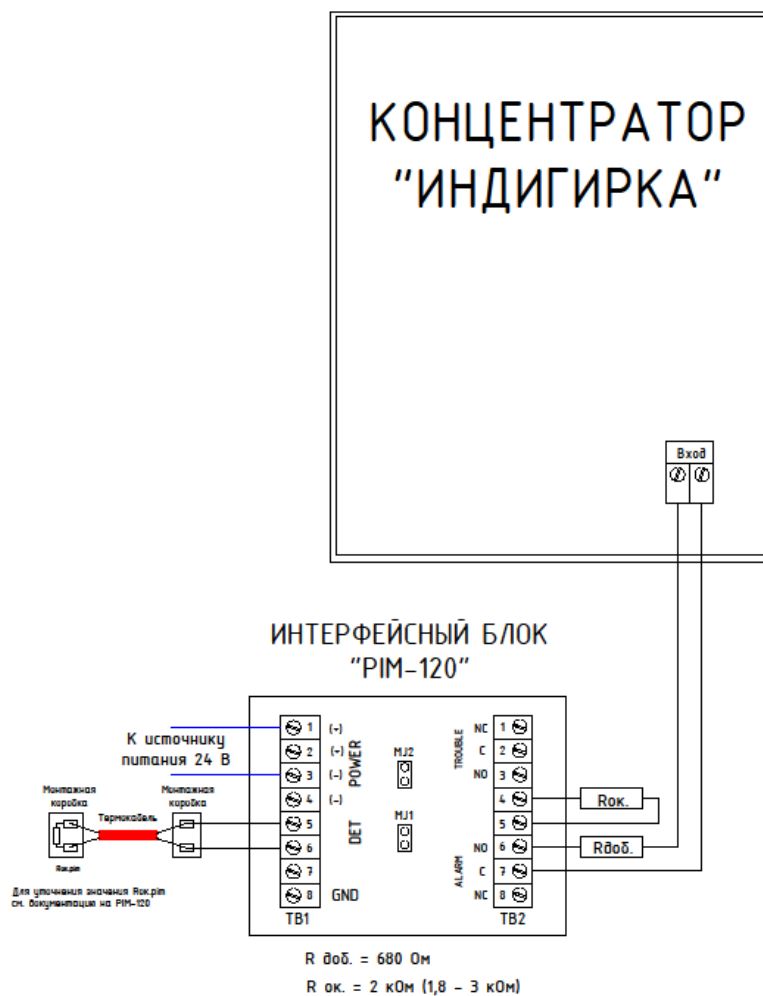 КОНЦЕНТРАТОР
"ИНДИГИРКА"
Вход
ИНТЕРФЕЙСНЫЙ БЛОК
"PIM-120"
К источнику
питания 24 В
Монтажная
коробка
Термокабель
Монтажная
коробка
Rок.pim
Для уточнения значения Rок.pim
см. документацию на PIM-120
1 (+)
2 (+)
3 (-)
4 (-)
POWER
5
6
DET
7
8 GND
TB1
MJ2
MJ1
TROUBLE
NC 1
C 2
NO 3
4
5
Rок.
ALARM
NO 6
C 7
NC 8
Rдоб.
TB2
R доб. = 680 Ом
R ок. = 2 кОм (1,8 - 3 кОм)